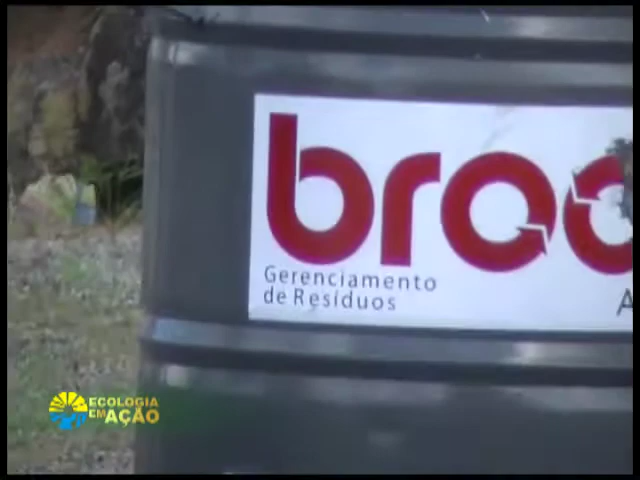 broo
Gerenciamento
de Resíduos
A
ECOLOGIA
EM AÇÃO